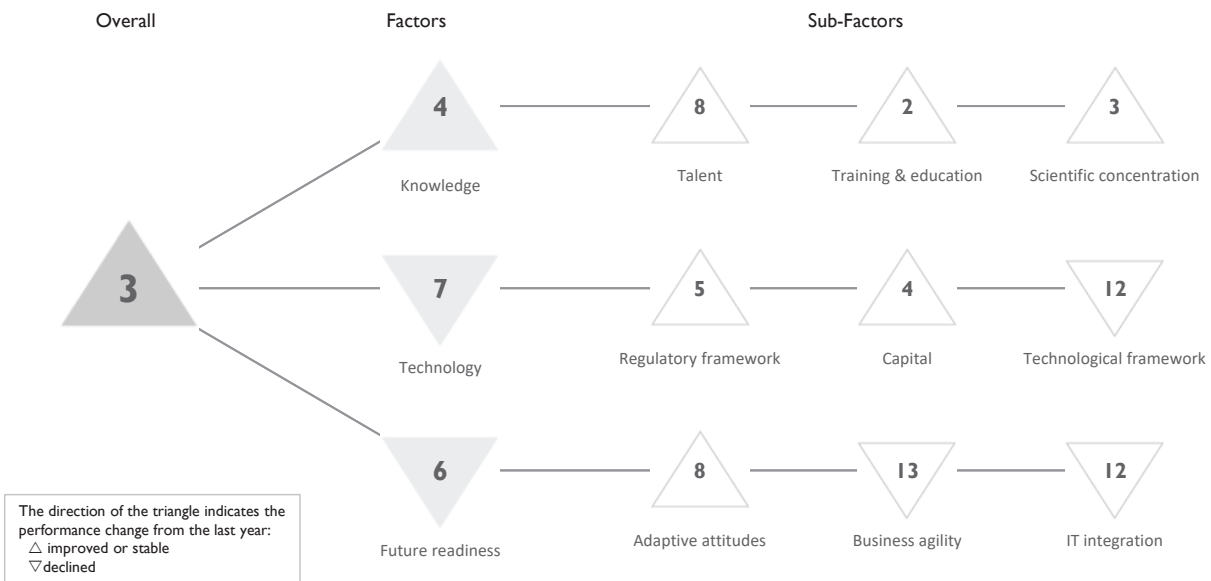 Overall
Factors
Sub-Factors
4
8
2
3
Knowledge
Talent
Training & education
Scientific concentration
3
7
5
4
12
Technology
Regulatory framework
Capital
Technological framework
6
8
13
12
Future readiness
Adaptive attitudes
Business agility
IT integration
The direction of the triangle indicates the
performance change from the last year:
△ improved or stable
▽ declined